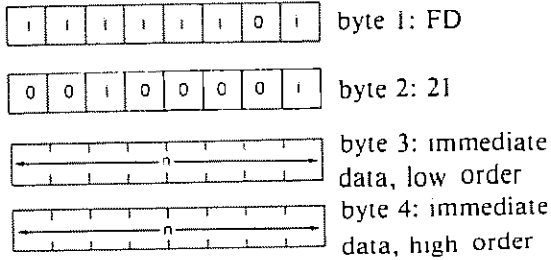 1 1 1 1 1 1 0 1 byte 1: FD
0 0 1 0 0 0 0 1 byte 2: 21
n byte 3: immediate
data, low order
n byte 4: immediate
data, high order